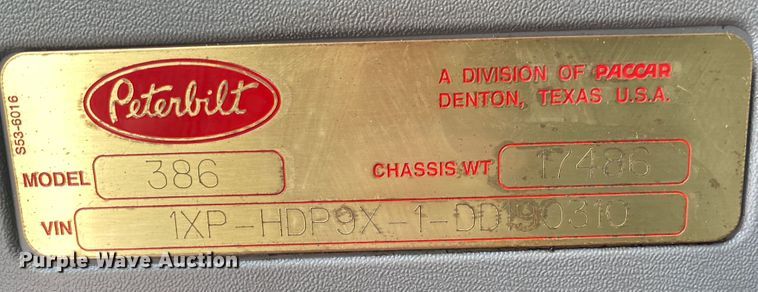 Peterbilt
A DIVISION OF PACCAR
DENTON, TEXAS U.S.A.
S53-6016
MODEL 386 CHASSIS WT 17486
VIN 1XP-HDP9X-1-DD190310
Purple Wave Auction